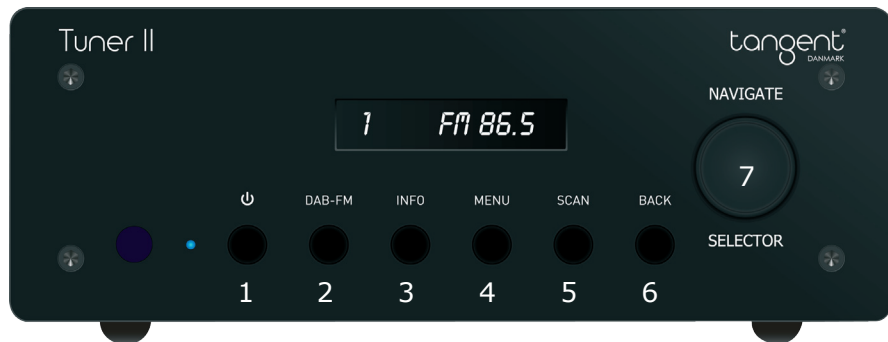 Tuner II
tangent®
DANMARK
NAVIGATE
1 FM 86.5
7
DAB-FM INFO MENU SCAN BACK
SELECTOR
1 2 3 4 5 6